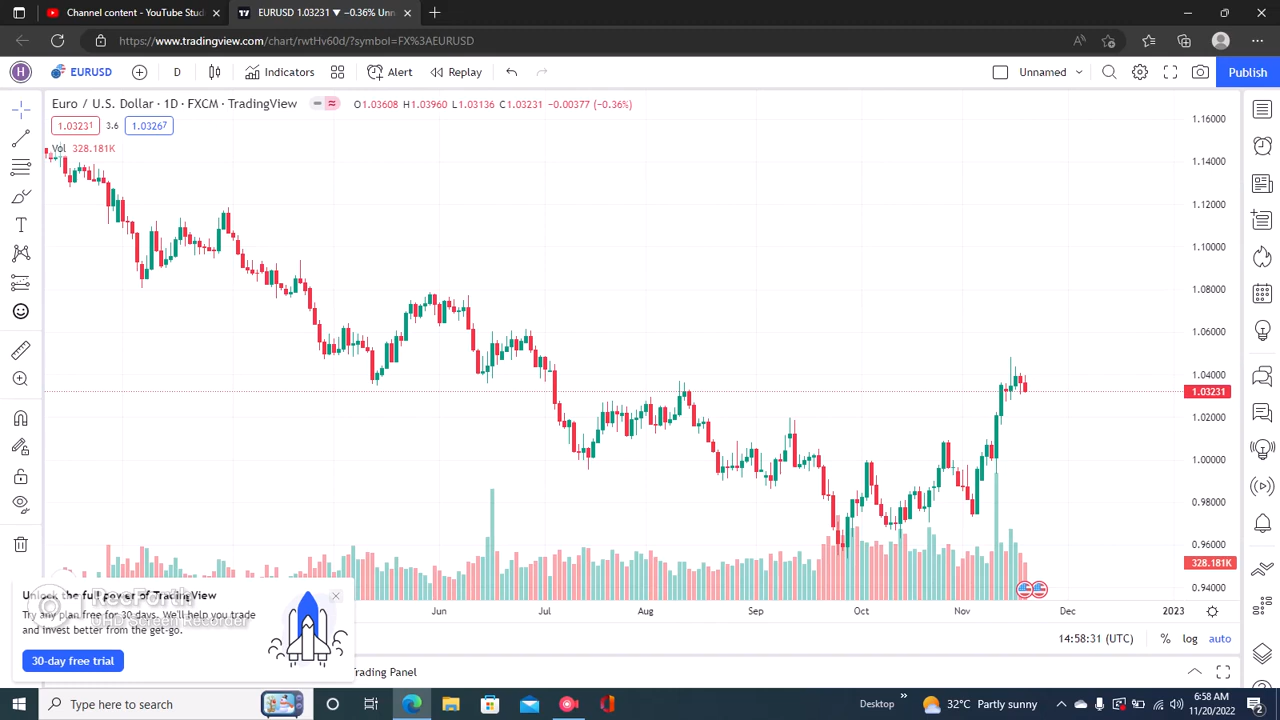 Channel content - YouTube Stud
EURUSD 1.03231 ▼ −0.36% Unn
https://www.tradingview.com/chart/rwtHv60d/?symbol=FX%3AEURUSD
H
EURUSD
D
Indicators
Alert
Replay
Unnamed
Publish
Euro / U.S. Dollar · 1D · FXCM · TradingView
O1.03608 H1.03960 L1.03136 C1.03231 −0.00377 (−0.36%)
1.03231
3.6
1.03267
Vol 328.181K
1.16000
1.14000
1.12000
1.10000
1.08000
1.06000
1.04000
1.03231
1.02000
1.00000
0.98000
0.96000
328.181K
0.94000
Jun
Jul
Aug
Sep
Oct
Nov
Dec
2023
Unlock the full power of TradingView
RecForth
UHD Screen Recorder
Try any plan free for 30 days. We'll help you trade
and invest better from the get-go.
30-day free trial
14:58:31 (UTC)
%
log
auto
Trading Panel
Type here to search
Desktop
»
32°C Partly sunny
6:58 AM
11/20/2022
2